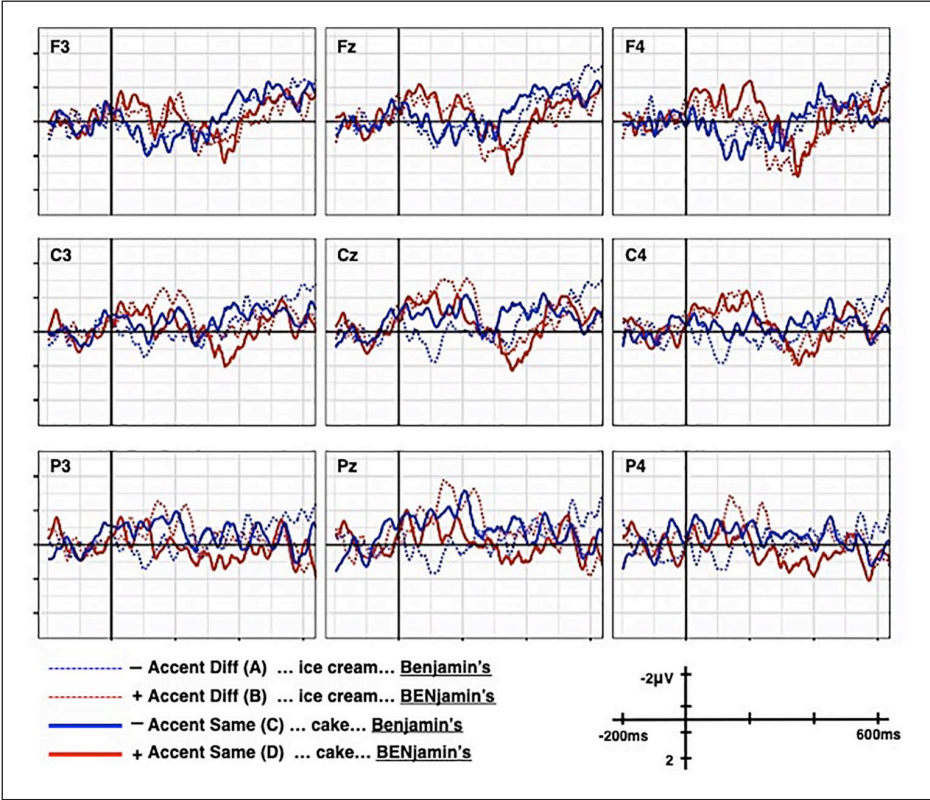 F3 Fz F4
C3 Cz C4
P3 Pz P4
– Accent Diff (A) ... ice cream... Benjamin's
+ Accent Diff (B) ... ice cream... BENjamin's
– Accent Same (C) ... cake... Benjamin's
+ Accent Same (D) ... cake... BENjamin's
-2μV
-200ms 600ms
2